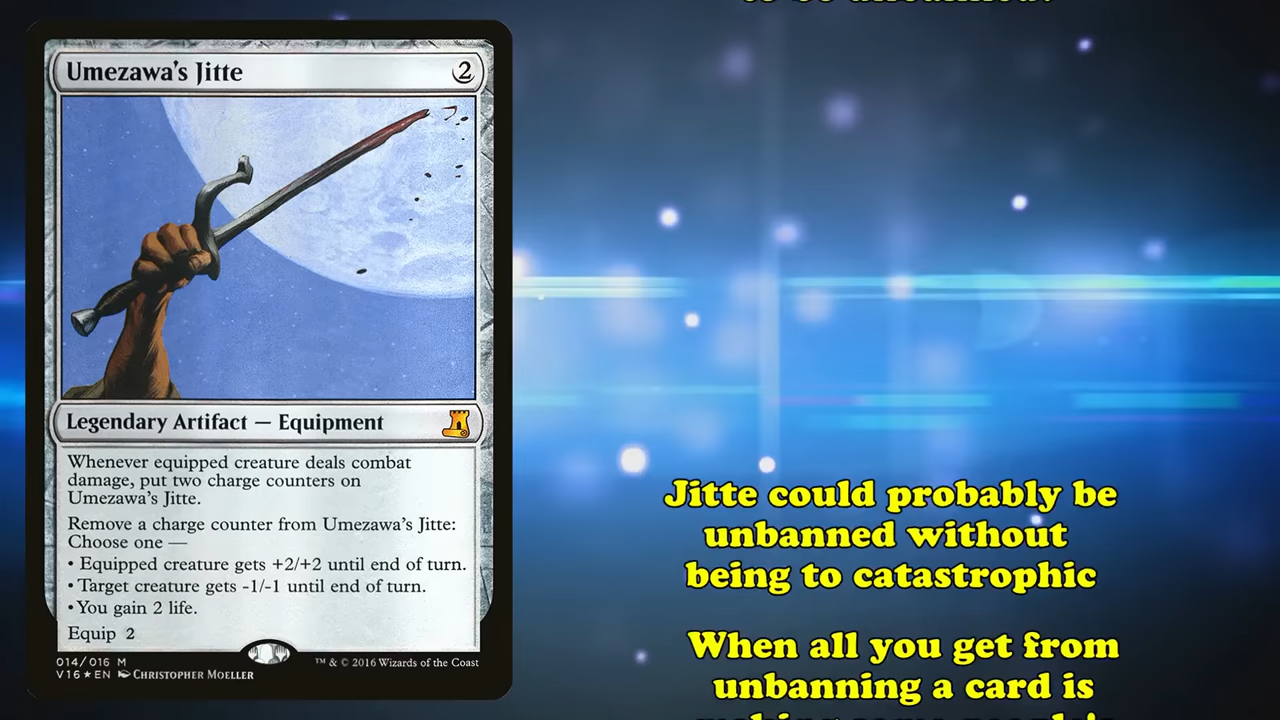 to be unbanned?
Umezawa's Jitte 2
Legendary Artifact — Equipment
Whenever equipped creature deals combat
damage, put two charge counters on
Umezawa's Jitte.
Remove a charge counter from Umezawa's Jitte:
Choose one —
• Equipped creature gets +2/+2 until end of turn.
• Target creature gets -1/-1 until end of turn.
• You gain 2 life.
Equip 2
014/016 M
V16 ★ EN Christopher Moeller
™ & © 2016 Wizards of the Coast
Jitte could probably be
unbanned without
being to catastrophic
When all you get from
unbanning a card is